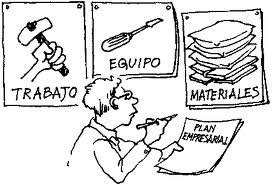 TRABAJO
EQUIPO
MATERIALES
PLAN
EMPRESARIAL